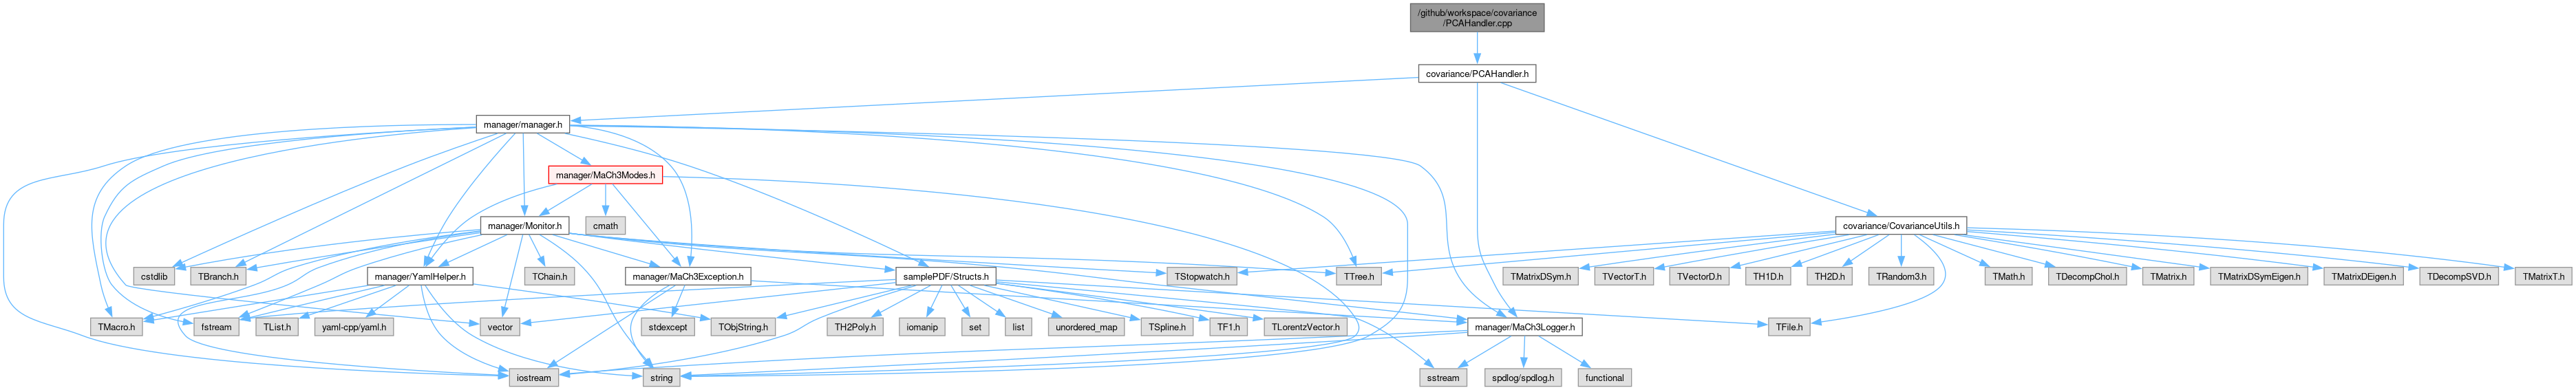 /github/workspace/covariance
/PCAHandler.cpp
covariance/PCAHandler.h
manager/manager.h
manager/MaCh3Modes.h
manager/Monitor.h
cmath
covariance/CovarianceUtils.h
cstdlib
TBranch.h
manager/YamlHelper.h
TChain.h
manager/MaCh3Exception.h
samplePDF/Structs.h
TStopwatch.h
TTree.h
TMatrixDSym.h
TVectorT.h
TVectorD.h
TH1D.h
TH2D.h
TRandom3.h
TMath.h
TDecompChol.h
TMatrix.h
TMatrixDSymEigen.h
TMatrixDEigen.h
TDecompSVD.h
TMatrixT.h
TMacro.h
fstream
TList.h
yaml-cpp/yaml.h
vector
stdexcept
TObjString.h
TH2Poly.h
iomanip
set
list
unordered_map
TSpline.h
TF1.h
TLorentzVector.h
manager/MaCh3Logger.h
TFile.h
iostream
string
sstream
spdlog/spdlog.h
functional